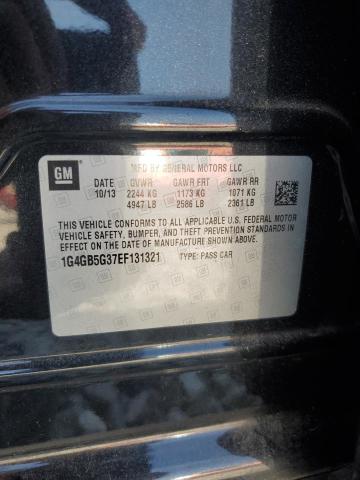 GM
MFD BY GENERAL MOTORS LLC
DATE GVWR GAWR FRT GAWR RR
10/13 2244 KG 1173 KG 1071 KG
4947 LB 2586 LB 2361 LB
THIS VEHICLE CONFORMS TO ALL APPLICABLE U.S. FEDERAL MOTOR
VEHICLE SAFETY, BUMPER, AND THEFT PREVENTION STANDARDS
IN EFFECT ON THE DATE OF MANUFACTURE SHOWN ABOVE.
1G4GB5G37EF131321 TYPE: PASS CAR